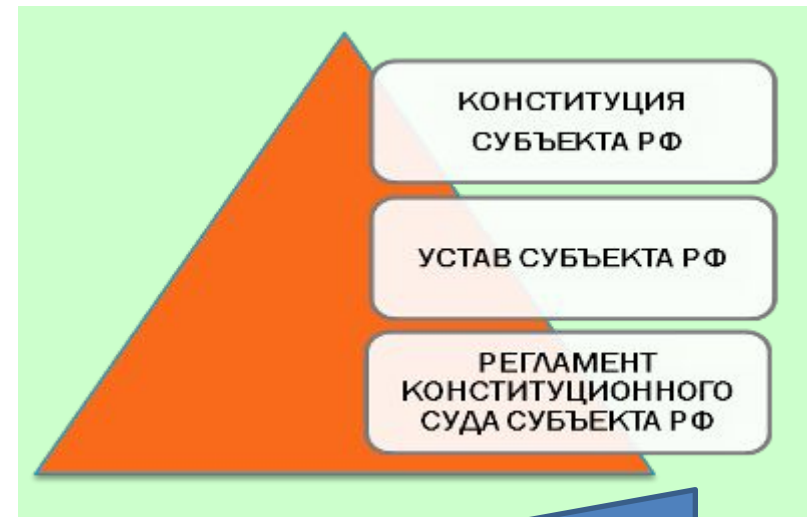 КОНСТИТУЦИЯ
СУБЪЕКТА РФ
УСТАВ СУБЪЕКТА РФ
РЕГЛАМЕНТ
КОНСТИТУЦИОННОГО
СУДА СУБЪЕКТА РФ